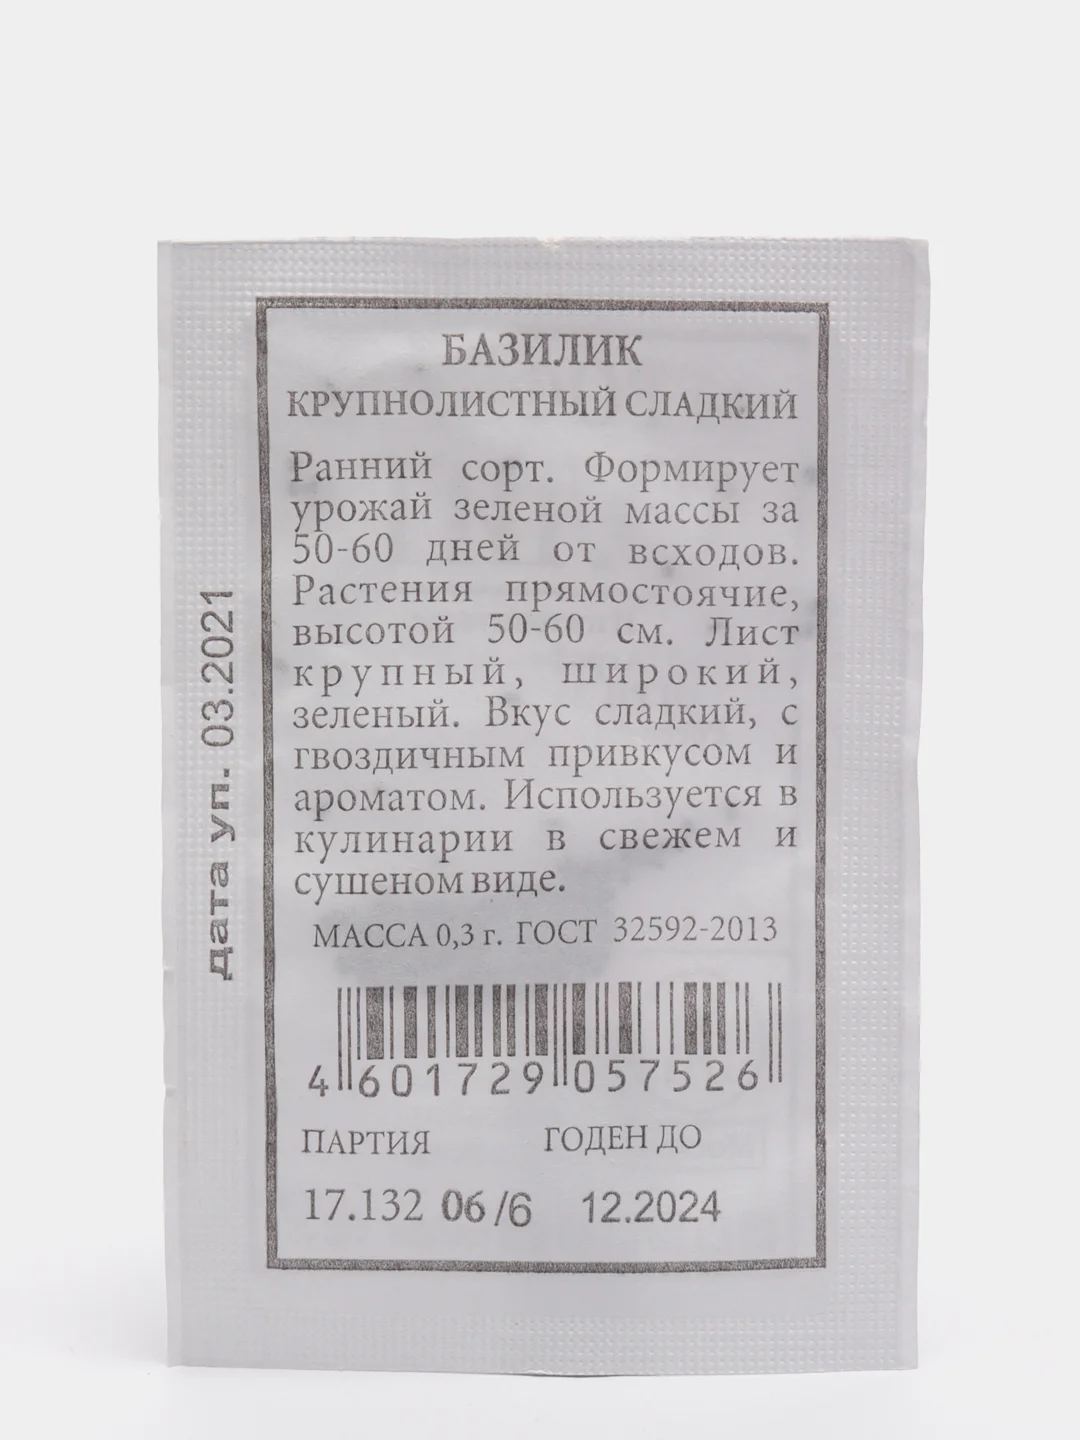 БАЗИЛИК
КРУПНОЛИСТНЫЙ СЛАДКИЙ
Ранний сорт. Формирует
урожай зеленой массы за
50-60 дней от всходов.
Растения прямостоячие,
высотой 50-60 см. Лист
крупный, широкий,
зеленый. Вкус сладкий, с
гвоздичным привкусом и
ароматом. Используется в
кулинарии в свежем и
сушеном виде.
МАССА 0,3 г. ГОСТ 32592-2013
4 601729 057526
ПАРТИЯ ГОДЕН ДО
17.132 06/6 12.2024
дата уп. 03.2021